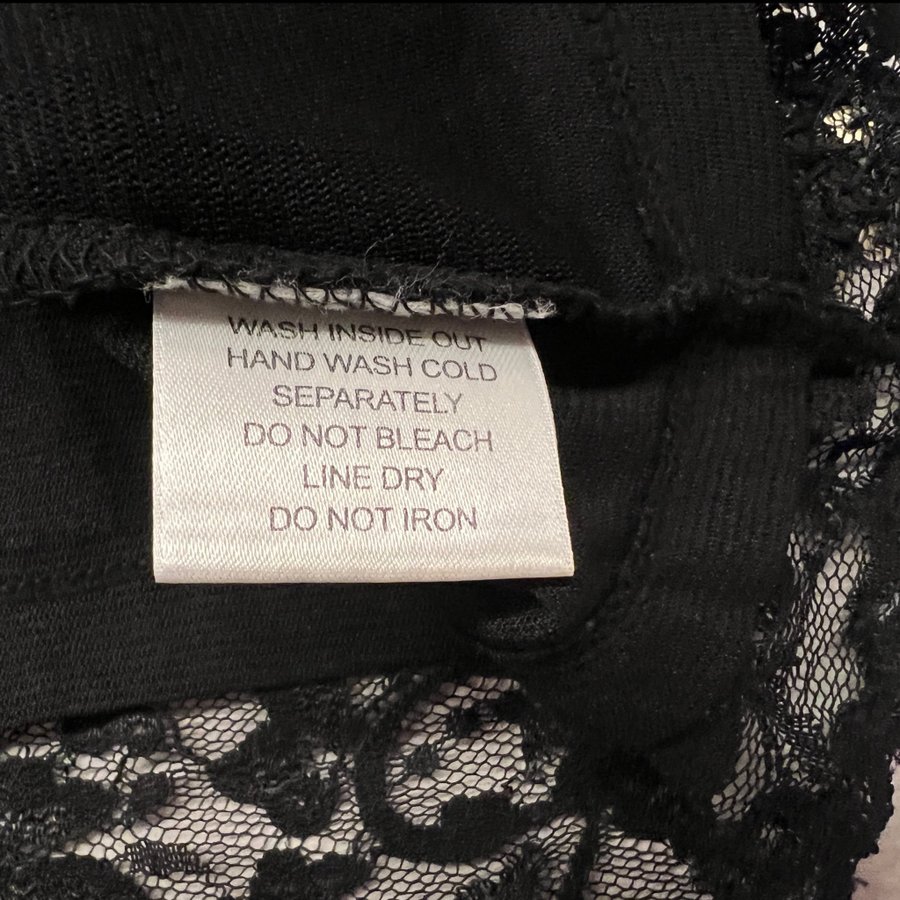 WASH INSIDE OUT
HAND WASH COLD
SEPARATELY
DO NOT BLEACH
LINE DRY
DO NOT IRON